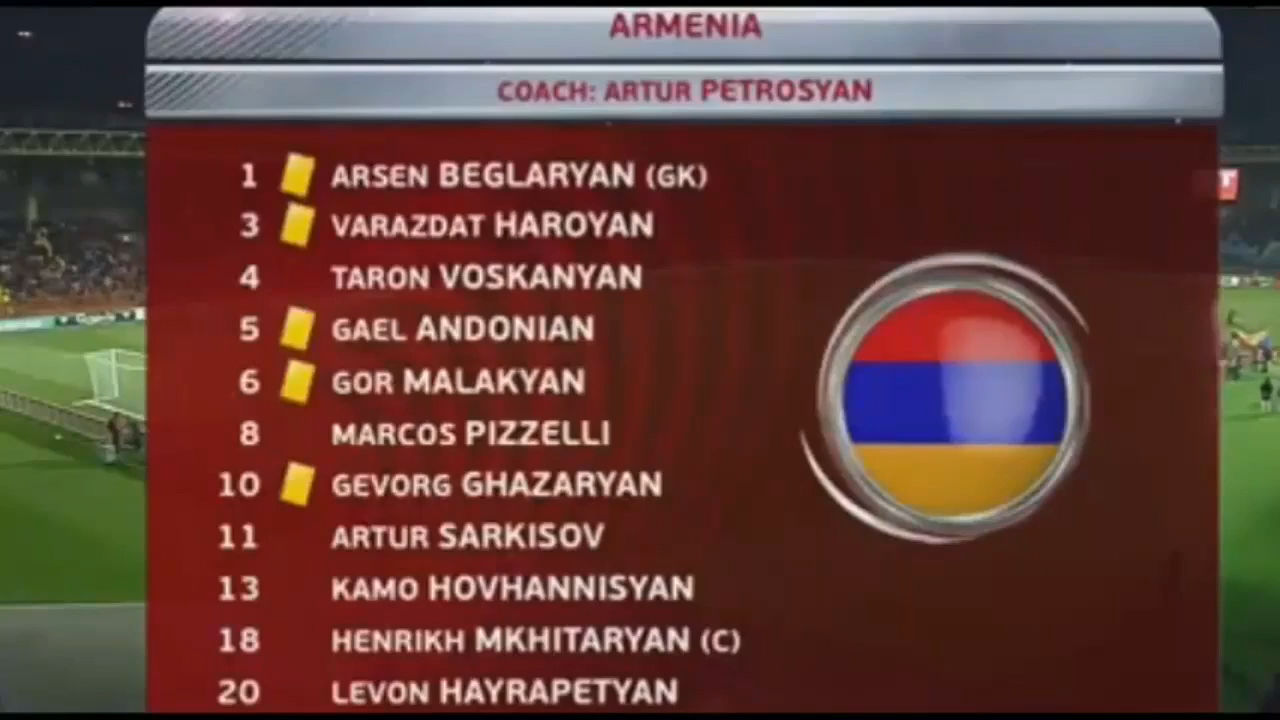 ARMENIA
COACH: ARTUR PETROSYAN
1 ARSEN BEGLARYAN (GK)
3 VARAZDAT HAROYAN
4 TARON VOSKANYAN
5 GAEL ANDONIAN
6 GOR MALAKYAN
8 MARCOS PIZZELLI
10 GEVORG GHAZARYAN
11 ARTUR SARKISOV
13 KAMO HOVHANNISYAN
18 HENRIKH MKHITARYAN (C)
20 LEVON HAYRAPETYAN